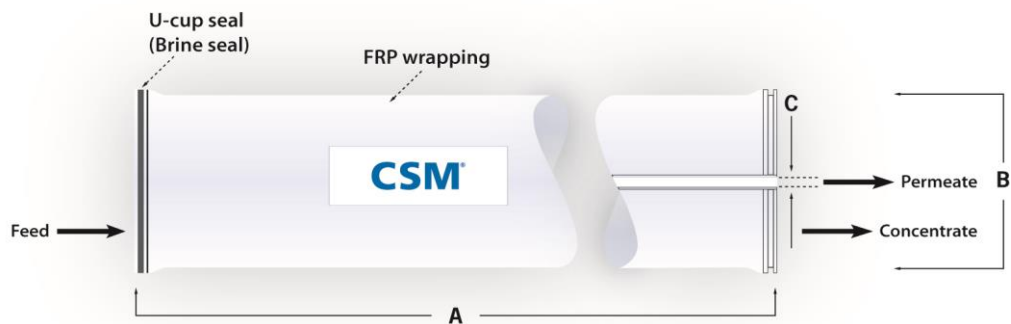 U-cup seal
(Brine seal)
FRP wrapping
C
CSM®
Permeate
B
Feed
Concentrate
A